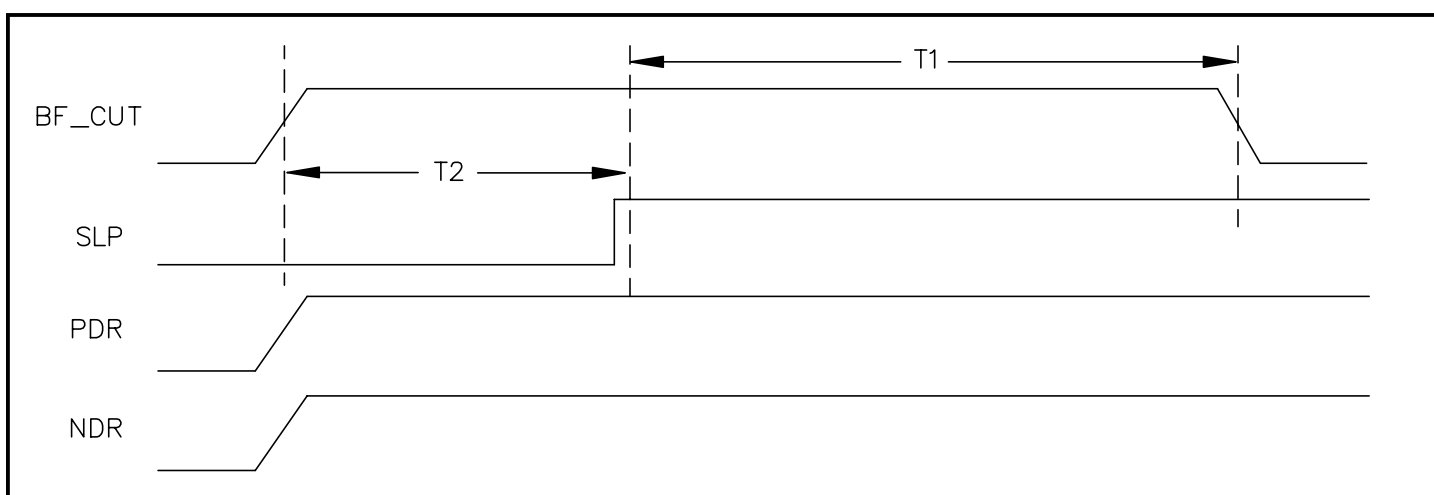 T1
BF_CUT
T2
SLP
PDR
NDR